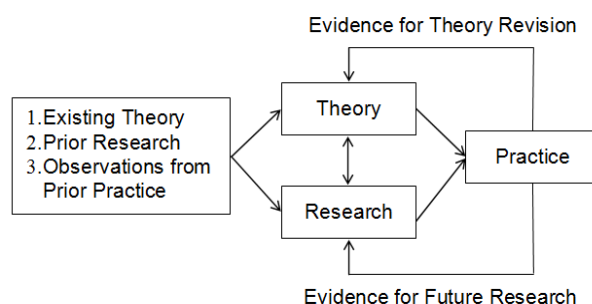 Evidence for Theory Revision
1.Existing Theory
2.Prior Research
3.Observations from
Prior Practice
Theory
Practice
Research
Evidence for Future Research